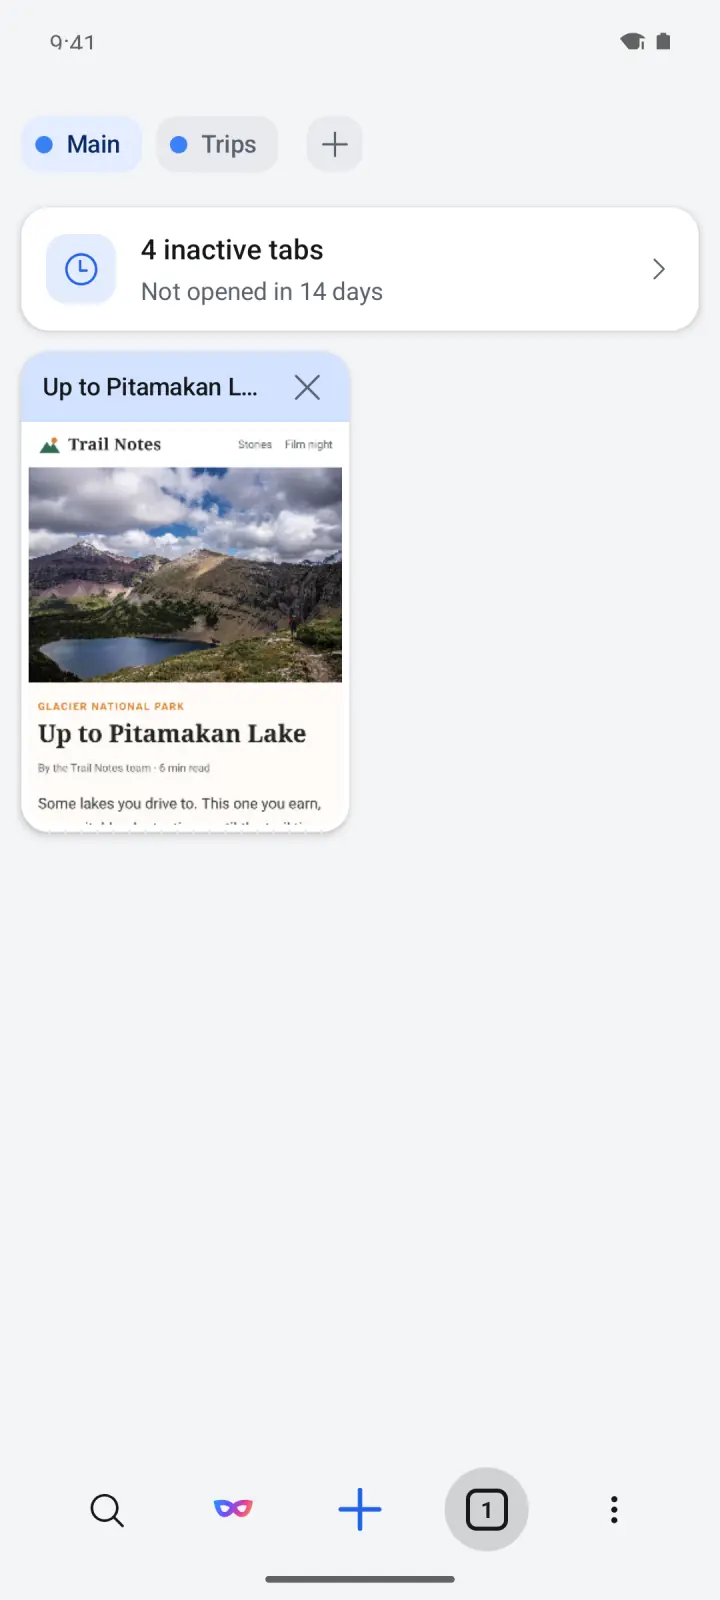 9:41
Main
Trips
4 inactive tabs
Not opened in 14 days
Up to Pitamakan L...
Trail Notes
Stories Film night
GLACIER NATIONAL PARK
Up to Pitamakan Lake
By the Trail Notes team · 6 min read
Some lakes you drive to. This one you earn,
1